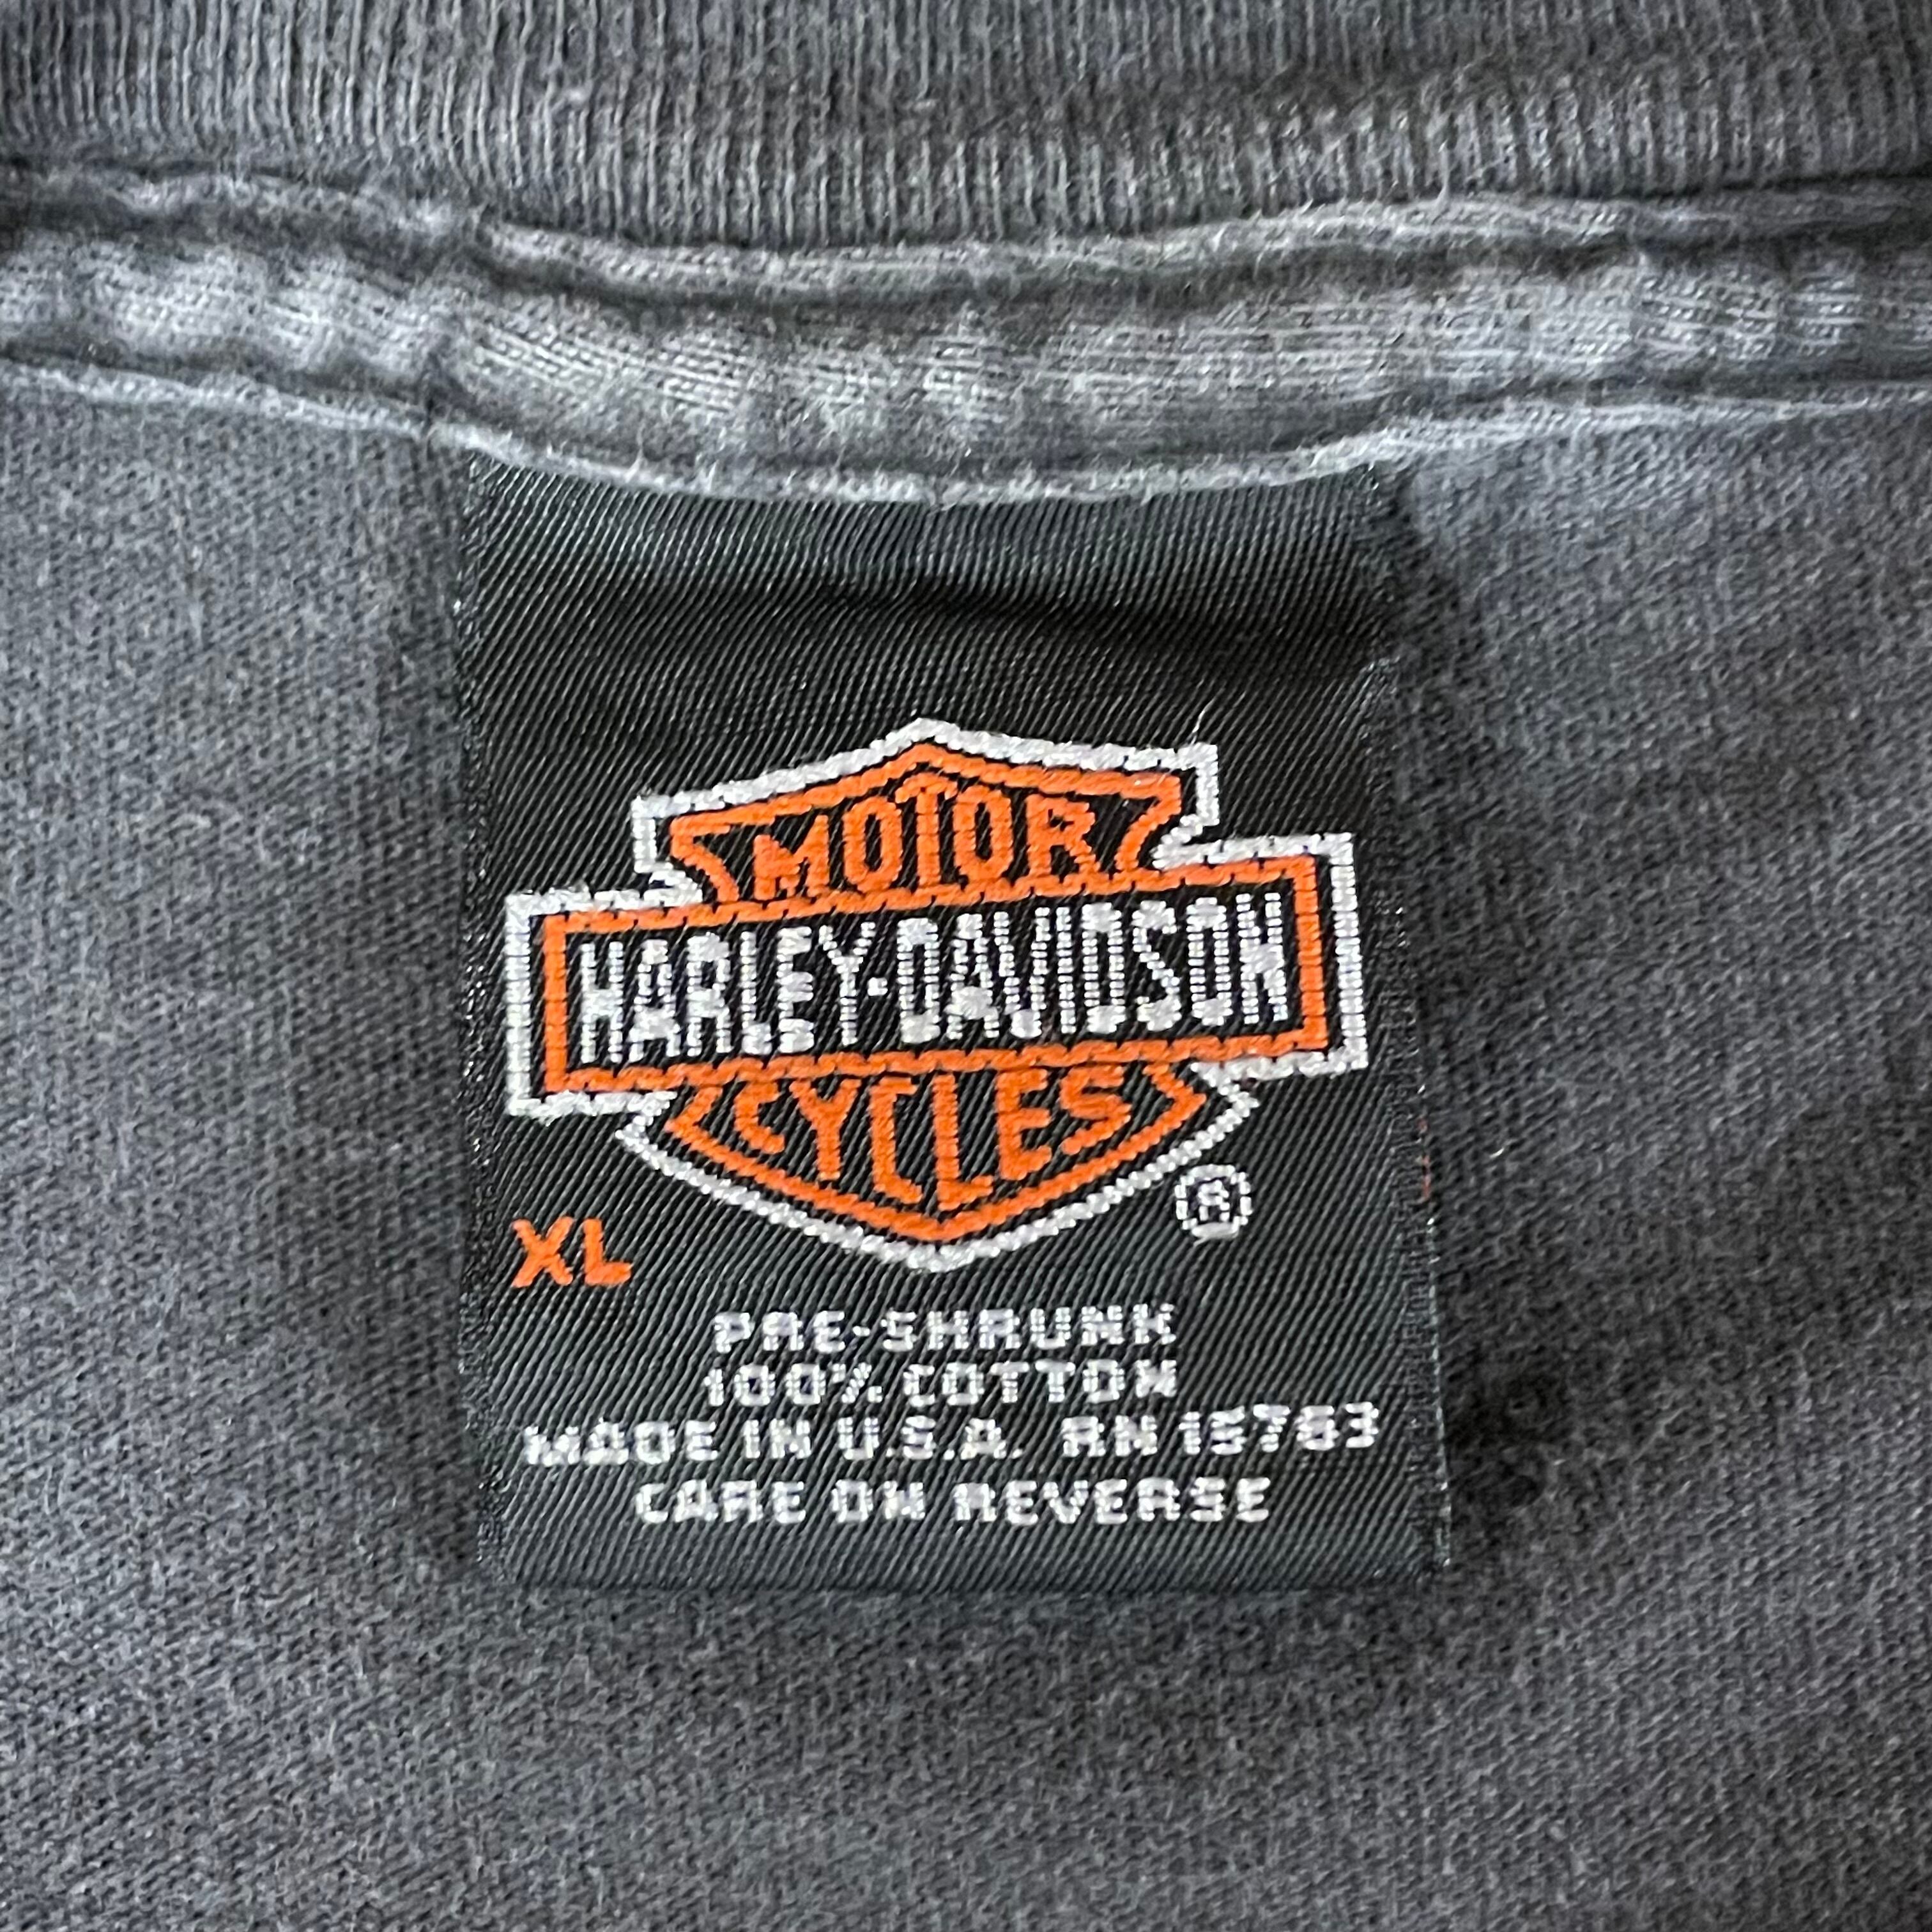 MOTOR
HARLEY-DAVIDSON
CYCLES
®
XL
PRE-SHRUNK
100% COTTON
MADE IN U.S.A. RN 15763
CARE ON REVERSE